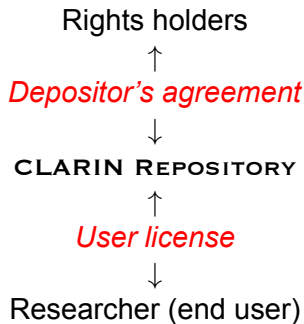 Rights holders
↑
Depositor's agreement
↓
CLARIN REPOSITORY
↑
User license
↓
Researcher (end user)